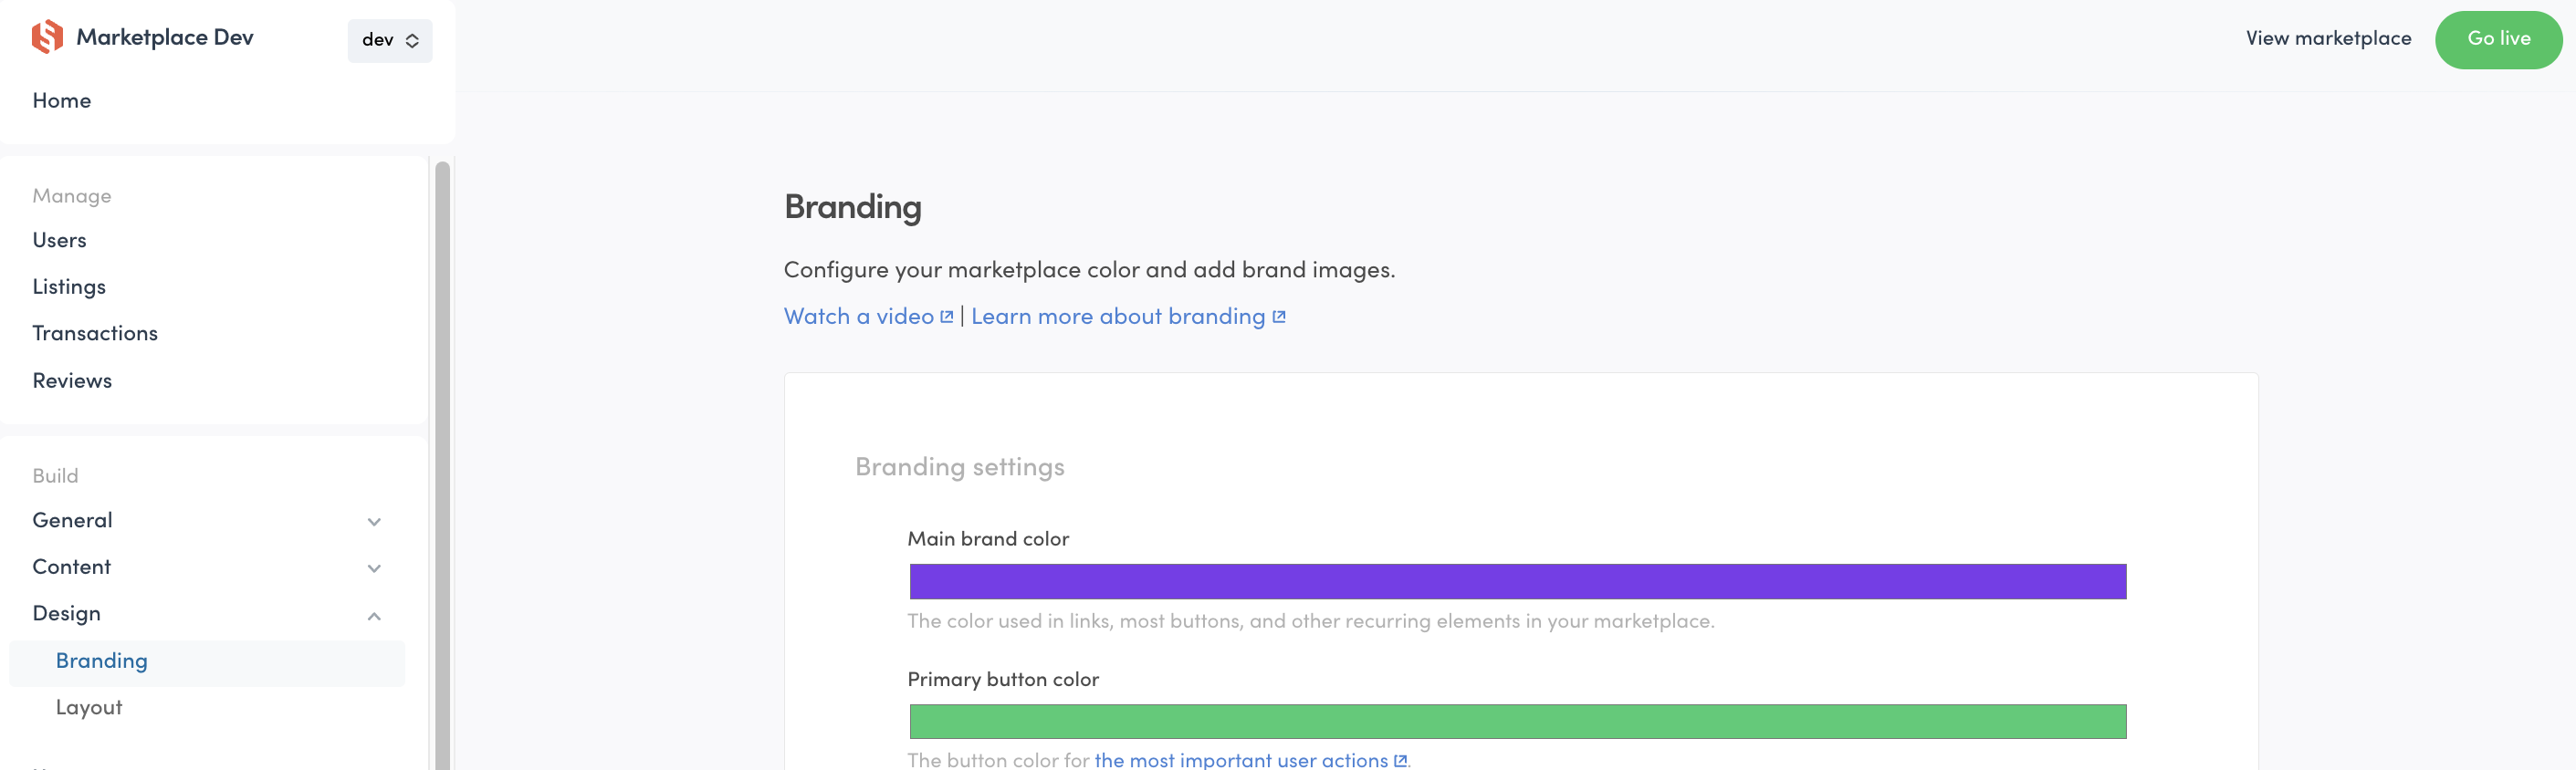 Marketplace Dev
dev
View marketplace
Go live
Home
Manage
Users
Listings
Transactions
Reviews
Build
General
Content
Design
Branding
Layout
Branding
Configure your marketplace color and add brand images.
Watch a video | Learn more about branding
Branding settings
Main brand color
The color used in links, most buttons, and other recurring elements in your marketplace.
Primary button color
The button color for the most important user actions.